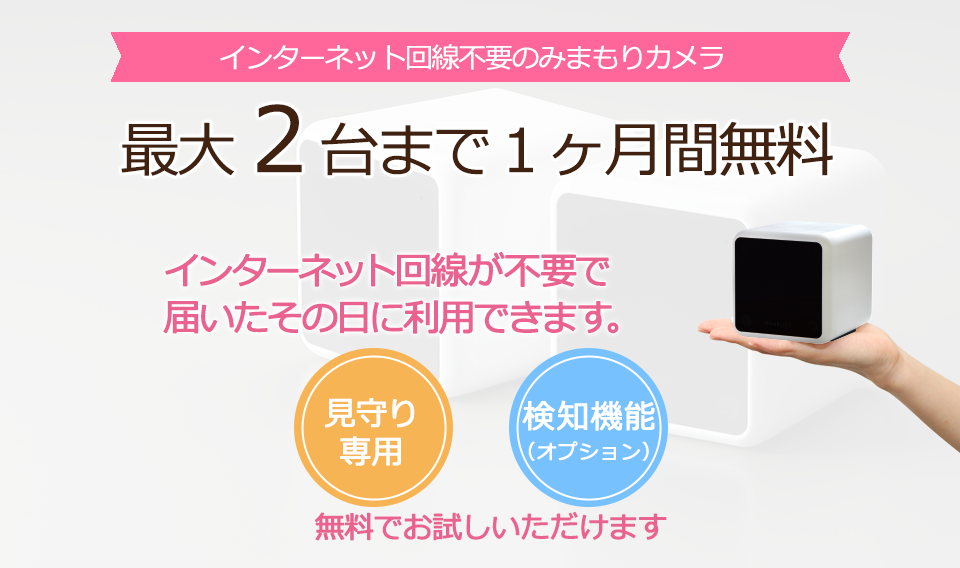 インターネット回線不要のみまもりカメラ
最大2台まで1ヶ月間無料
インターネット回線が不要で
届いたその日に利用できます。
見守り
専用
検知機能
(オプション)
無料でお試しいただけます